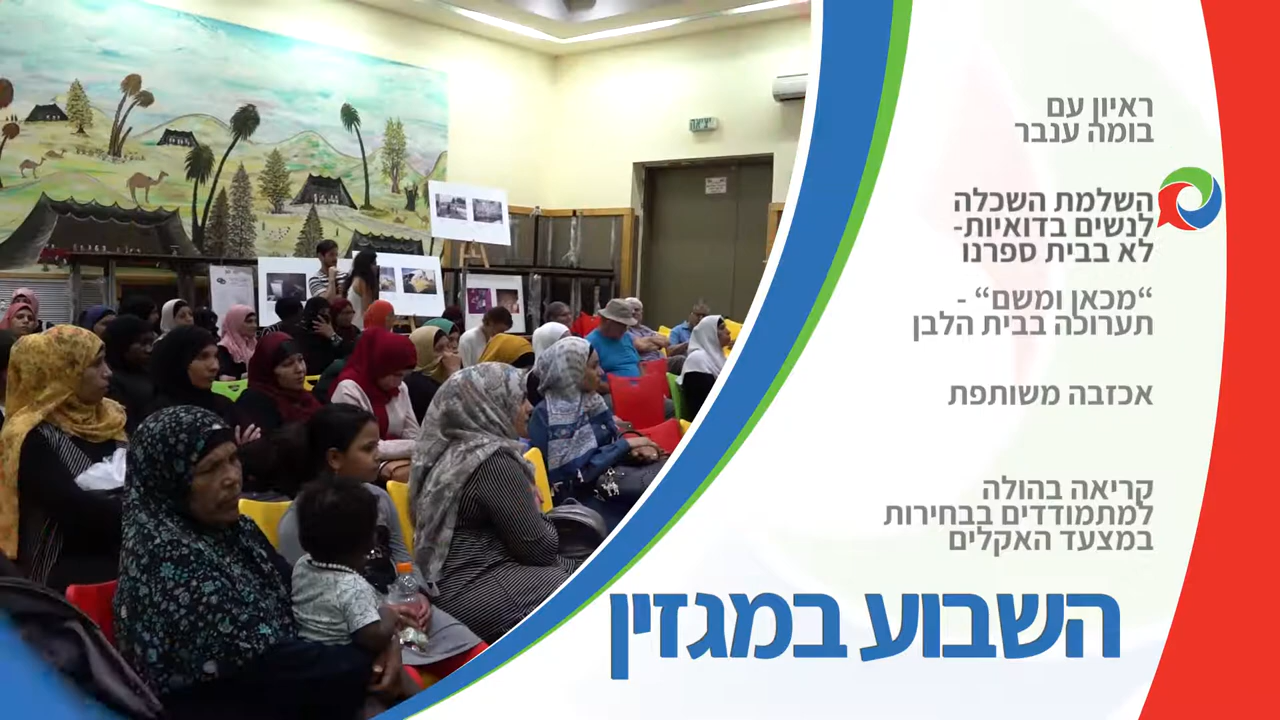 ראיון עם
בומה ענבר
השלמת השכלה
לנשים בדואיות-
לא בבית ספרנו
“מכאן ומשם“ -
תערוכה בבית הלבן
אכזבה משותפת
קריאה בהולה
למתמודדים בבחירות
במצעד האקלים
השבוע במגזין
יציאה